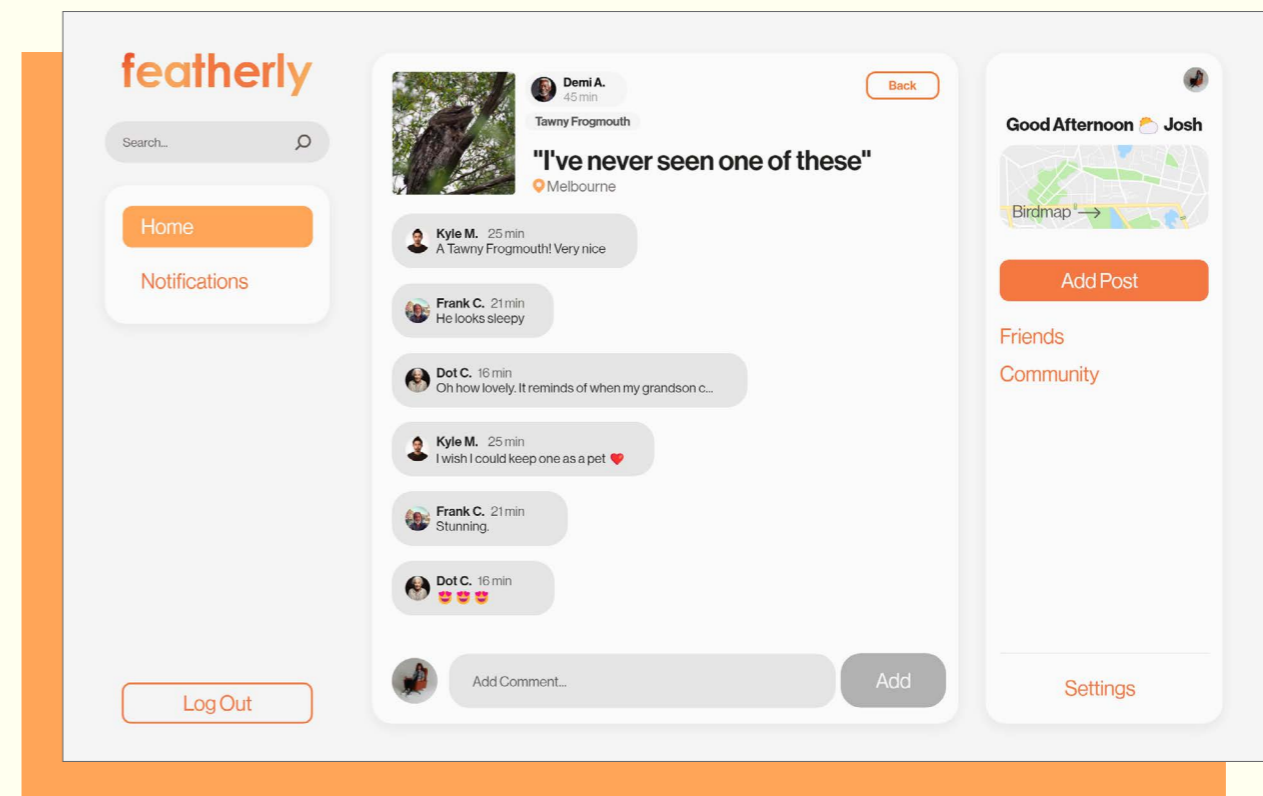 featherly
Search...
Home
Notifications
Log Out
Demi A.
45 min
Tawny Frogmouth
Back
"I've never seen one of these"
Melbourne
Kyle M. 25 min
A Tawny Frogmouth! Very nice
Frank C. 21 min
He looks sleepy
Dot C. 16 min
Oh how lovely. It reminds of when my grandson c...
Kyle M. 25 min
I wish I could keep one as a pet ❤️
Frank C. 21 min
Stunning.
Dot C. 16 min
😍 😍 😍
Add Comment...
Add
Good Afternoon ⛅ Josh
Birdmap →
Add Post
Friends
Community
Settings